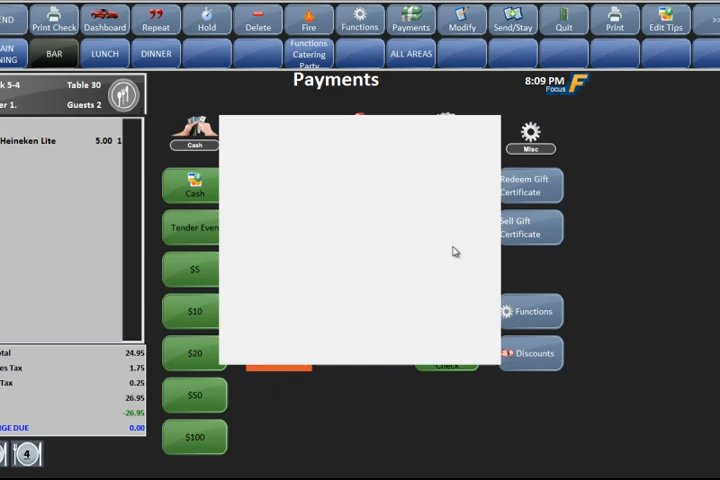 END
Print Check
Dashboard
Repeat
Hold
Delete
Fire
Functions
Payments
Modify
Send/Stay
Quit
Print
Edit Tips
>>
AIN
NING
BAR
LUNCH
DINNER
Functions
Catering
Party
ALL AREAS
k 5-4
Table 30
er 1.
Guests 2
Payments
8:09 PM
Focus
Heineken Lite 5.00 1
Cash
Misc
Cash
Tender Even
$5
$10
$20
$50
$100
Redeem Gift
Certificate
Sell Gift
Certificate
Functions
Discounts
Check
otal 24.95
es Tax 1.75
Tax 0.25
26.95
-26.95
NGE DUE 0.00
4